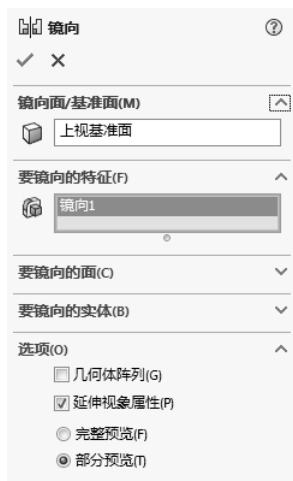 镜向
镜向面/基准面(M)
上视基准面
要镜向的特征(F)
镜向1
要镜向的面(C)
要镜向的实体(B)
选项(O)
几何体阵列(G)
延伸视象属性(P)
完整预览(F)
部分预览(T)